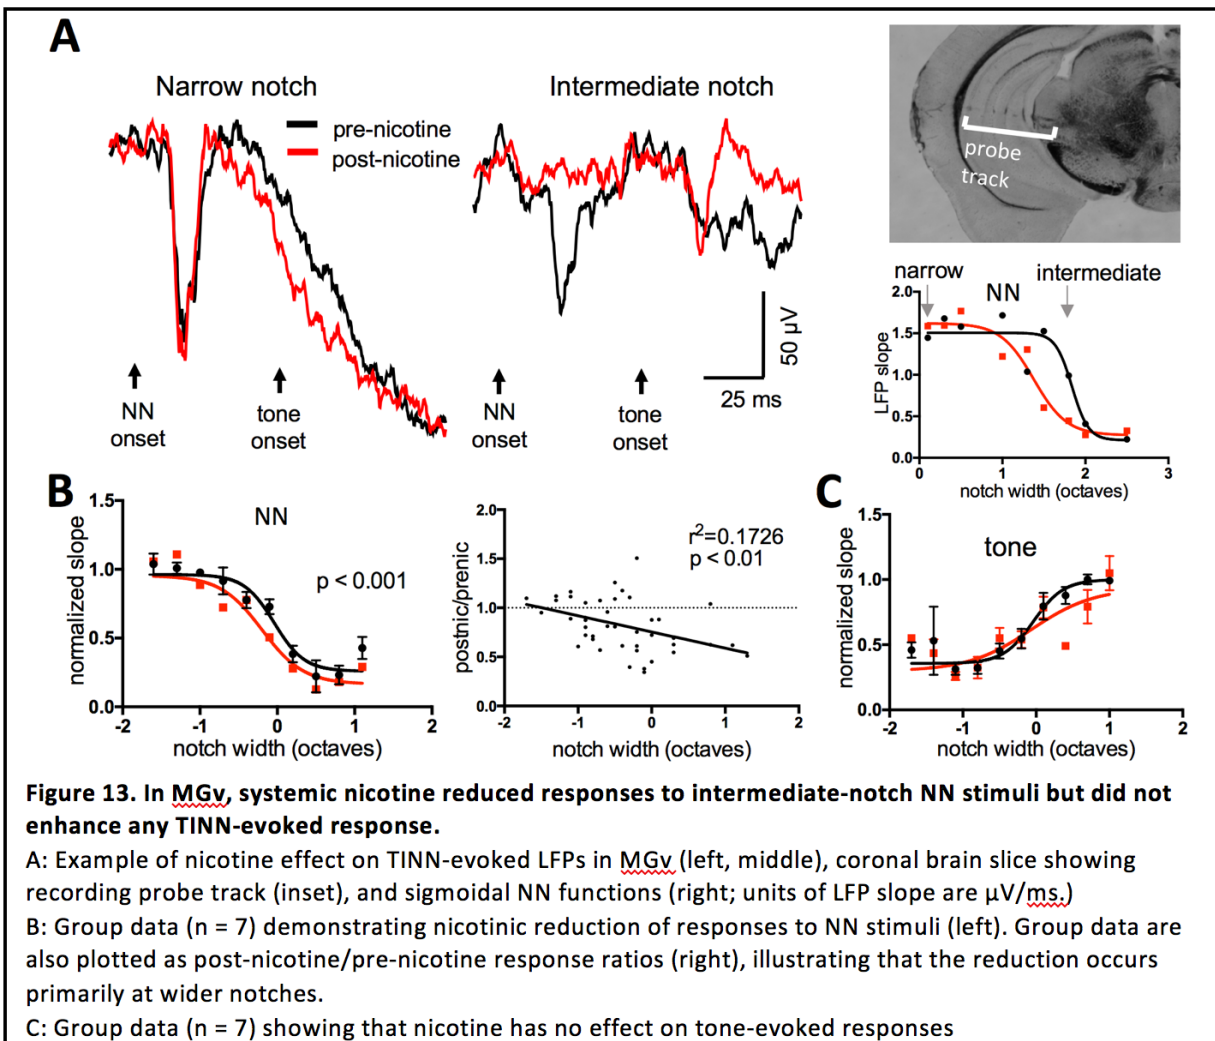 A
Narrow notch
pre-nicotine
post-nicotine
Intermediate notch
probe
track
NN
onset
tone
onset
NN
onset
tone
onset
50 µV
25 ms
narrow
intermediate
NN
2.0
1.5
1.0
0.5
0.0
LFP slope
0 1 2 3
notch width (octaves)
B
1.5
1.0
0.5
0.0
normalized slope
NN
p < 0.001
-2 -1 0 1 2
notch width (octaves)
2.0
1.5
1.0
0.5
0.0
postnic/prenic
r²=0.1726
p < 0.01
-2 -1 0 1 2
notch width (octaves)
C
1.5
1.0
0.5
0.0
normalized slope
tone
-2 -1 0 1 2
notch width (octaves)
Figure 13. In MGv, systemic nicotine reduced responses to intermediate-notch NN stimuli but did not
enhance any TINN-evoked response.
A: Example of nicotine effect on TINN-evoked LFPs in MGv (left, middle), coronal brain slice showing
recording probe track (inset), and sigmoidal NN functions (right; units of LFP slope are µV/ms.)
B: Group data (n = 7) demonstrating nicotinic reduction of responses to NN stimuli (left). Group data are
also plotted as post-nicotine/pre-nicotine response ratios (right), illustrating that the reduction occurs
primarily at wider notches.
C: Group data (n = 7) showing that nicotine has no effect on tone-evoked responses